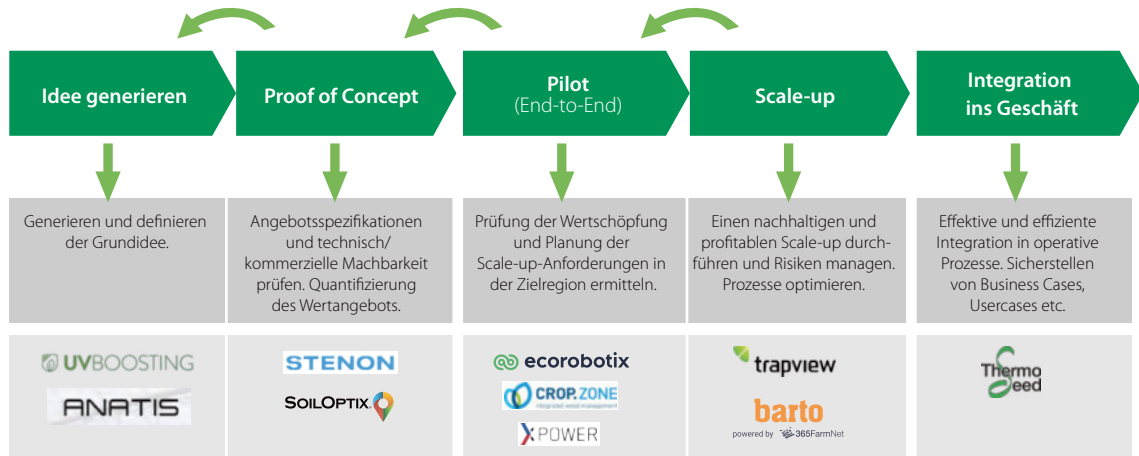 Idee generieren
Proof of Concept
Pilot
(End-to-End)
Scale-up
Integration
ins Geschäft
Generieren und definieren
der Grundidee.
Angebotsspezifikationen
und technisch/
kommerzielle Machbarkeit
prüfen. Quantifizierung
des Wertangebots.
Prüfung der Wertschöpfung
und Planung der
Scale-up-Anforderungen in
der Zielregion ermitteln.
Einen nachhaltigen und
profitablen Scale-up durch-
führen und Risiken managen.
Prozesse optimieren.
Effektive und effiziente
Integration in operative
Prozesse. Sicherstellen
von Business Cases,
Usercases etc.
UVBOOSTING
ANATIS
STENON
SOILOPTIX
ecorobotix
CROP.ZONE
integrated weed management
XPOWER
trapview
barto
powered by 365FarmNet
Thermo
Seed